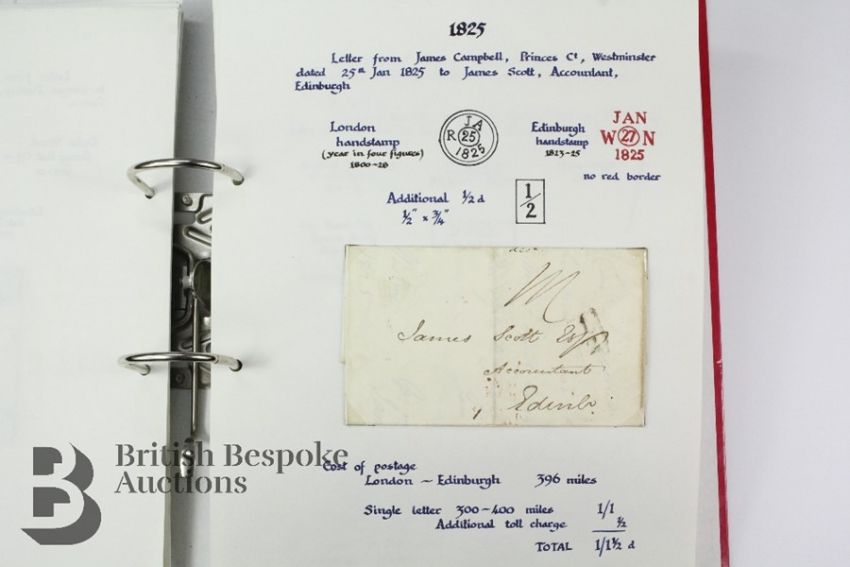 1825
Letter from James Campbell, Princes Ct, Westminster
dated 25th Jan 1825 to James Scott, Accountant,
Edinburgh
London
handstamp
(year in four figures)
1800-28
JA
R 25
1825
Edinburgh
handstamp
1823-25
JAN
W 27 N
1825
no red border
Additional ½d
½" x ¾"
1/2
James Scott Esqr
Accountant
Edinbr.
Cost of postage
London – Edinburgh 396 miles
Single letter 300-400 miles 1/1
Additional toll charge ½
TOTAL 1/1½ d
B
British Bespoke
Auctions